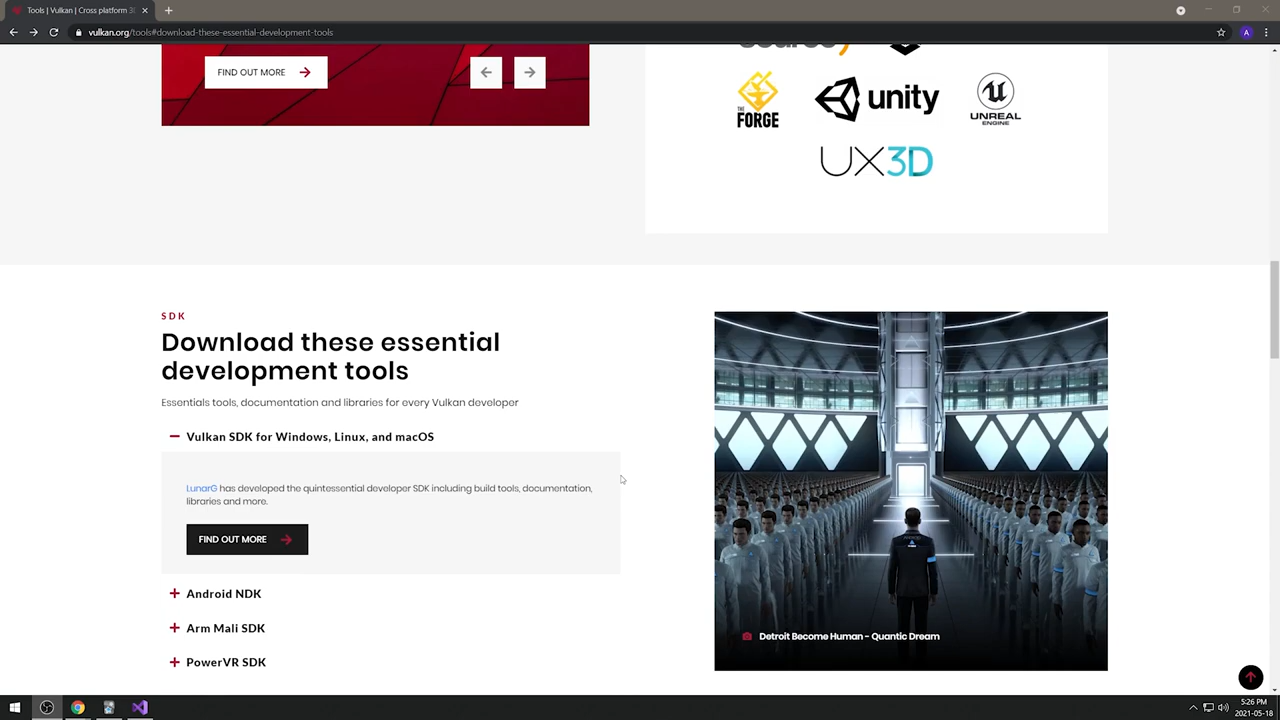 Tools | Vulkan | Cross platform 3D
vulkan.org/tools#download-these-essential-development-tools
A
FIND OUT MORE
THE
FORGE
unity
UNREAL
ENGINE
UX3D
SDK
Download these essential
development tools
Essentials tools, documentation and libraries for every Vulkan developer
Vulkan SDK for Windows, Linux, and macOS
LunarG has developed the quintessential developer SDK including build tools, documentation,
libraries and more.
FIND OUT MORE
Android NDK
Arm Mali SDK
PowerVR SDK
Detroit Become Human - Quantic Dream
5:26 PM
2021-05-18